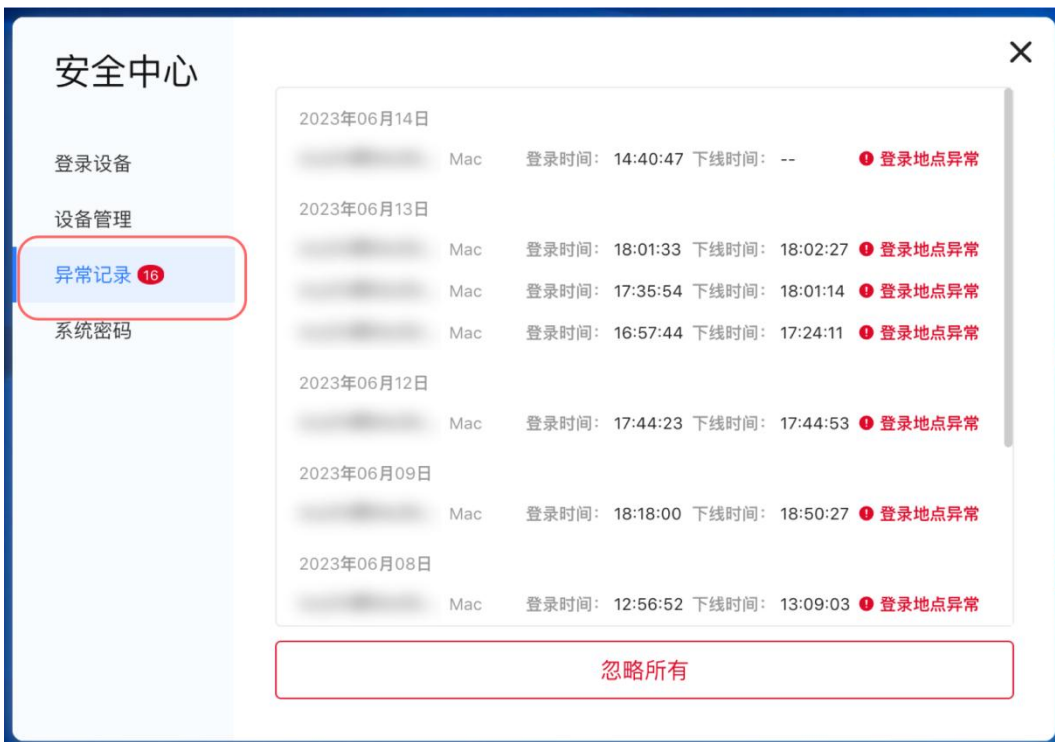 安全中心
登录设备
设备管理
异常记录 16
系统密码
2023年06月14日
Mac 登录时间： 14:40:47 下线时间： -- 登录地点异常
2023年06月13日
Mac 登录时间： 18:01:33 下线时间： 18:02:27 登录地点异常
Mac 登录时间： 17:35:54 下线时间： 18:01:14 登录地点异常
Mac 登录时间： 16:57:44 下线时间： 17:24:11 登录地点异常
2023年06月12日
Mac 登录时间： 17:44:23 下线时间： 17:44:53 登录地点异常
2023年06月09日
Mac 登录时间： 18:18:00 下线时间： 18:50:27 登录地点异常
2023年06月08日
Mac 登录时间： 12:56:52 下线时间： 13:09:03 登录地点异常
忽略所有